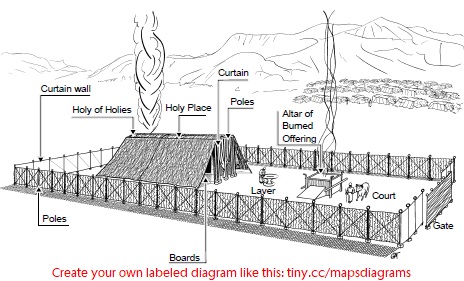 Curtain
Curtain wall
Holy of Holies
Holy Place
Poles
Altar of
Burned
Offering
Laver
Court
Gate
Poles
Boards
Create your own labeled diagram like this: tiny.cc/mapsdiagrams